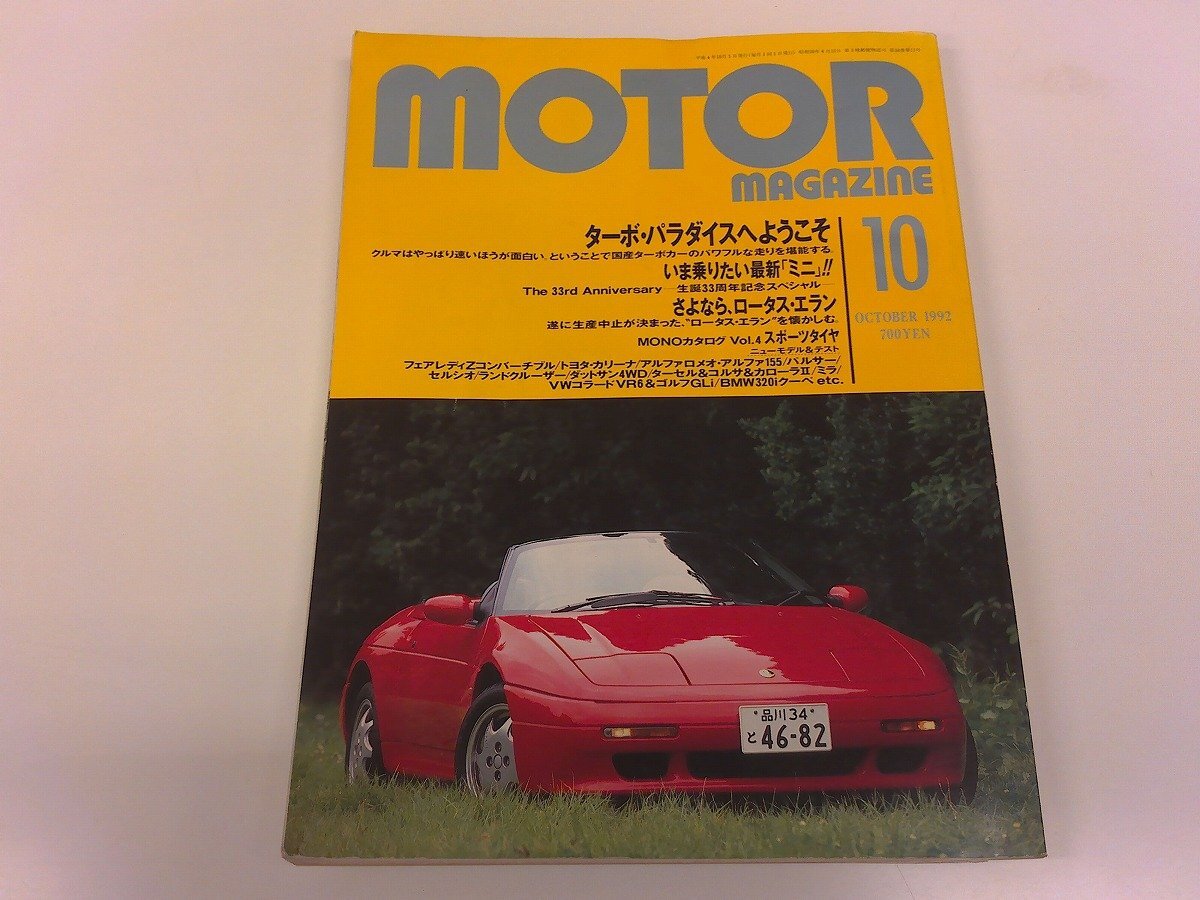 MOTOR
MAGAZINE
10
OCTOBER 1992
700YEN
ターボ・パラダイスへようこそ
クルマはやっぱり速いほうが面白い。ということで国産ターボカーのパワフルな走りを堪能する。
いま乗りたい最新「ミニ」!!
The 33rd Anniversary—生誕33周年記念スペシャル—
さよなら、ロータス・エラン
遂に生産中止が決まった、“ロータス・エラン”を懐かしむ。
MONOカタログ Vol.4 スポーツタイヤ
ニューモデル&テスト
フェアレディZコンバーチブル/トヨタ・カリーナ/アルファロメオ・アルファ155/パルサー/
セルシオ/ランドクルーザー/ダットサン4WD/ターセル&コルサ&カローラII/ミラ/
VWコラードVR6&ゴルフGLi/BMW320iクーペ etc.
品川 34
と 46-82